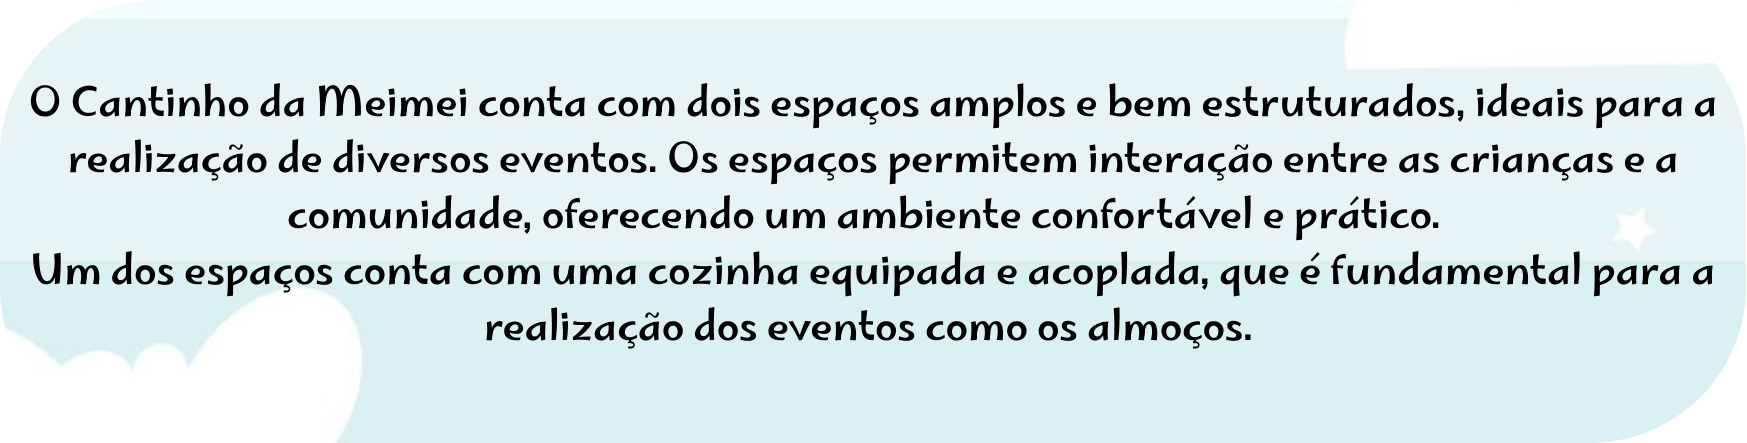 O Cantinho da Meimei conta com dois espaços amplos e bem estruturados, ideais para a
realização de diversos eventos. Os espaços permitem interação entre as crianças e a
comunidade, oferecendo um ambiente confortável e prático.
Um dos espaços conta com uma cozinha equipada e acoplada, que é fundamental para a
realização dos eventos como os almoços.